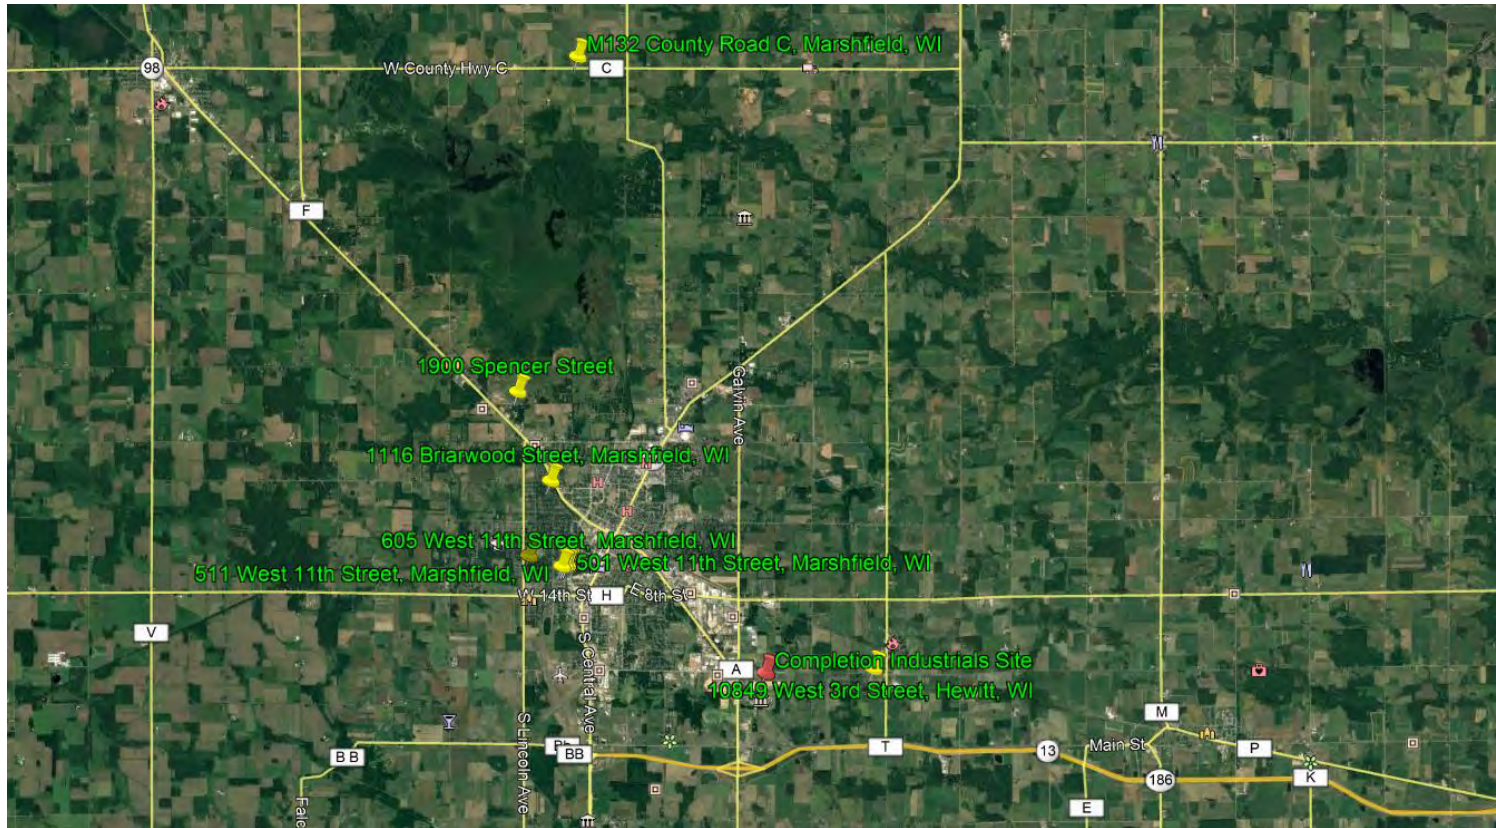 M132 County Road C, Marshfield, WI
98
W County Hwy C
C
F
1900 Spencer Street
Galvin Ave
1116 Briarwood Street, Marshfield, WI
H
H
H
605 West 11th Street, Marshfield, WI
501 West 11th Street, Marshfield, WI
511 West 11th Street, Marshfield, WI
W 14th St
H
E 8th St
V
S Central Ave
A
Completion Industrials Site
10849 West 3rd Street, Hewitt, WI
S Lincoln Ave
M
B B
BB
T
13
Main St
P
186
K
E